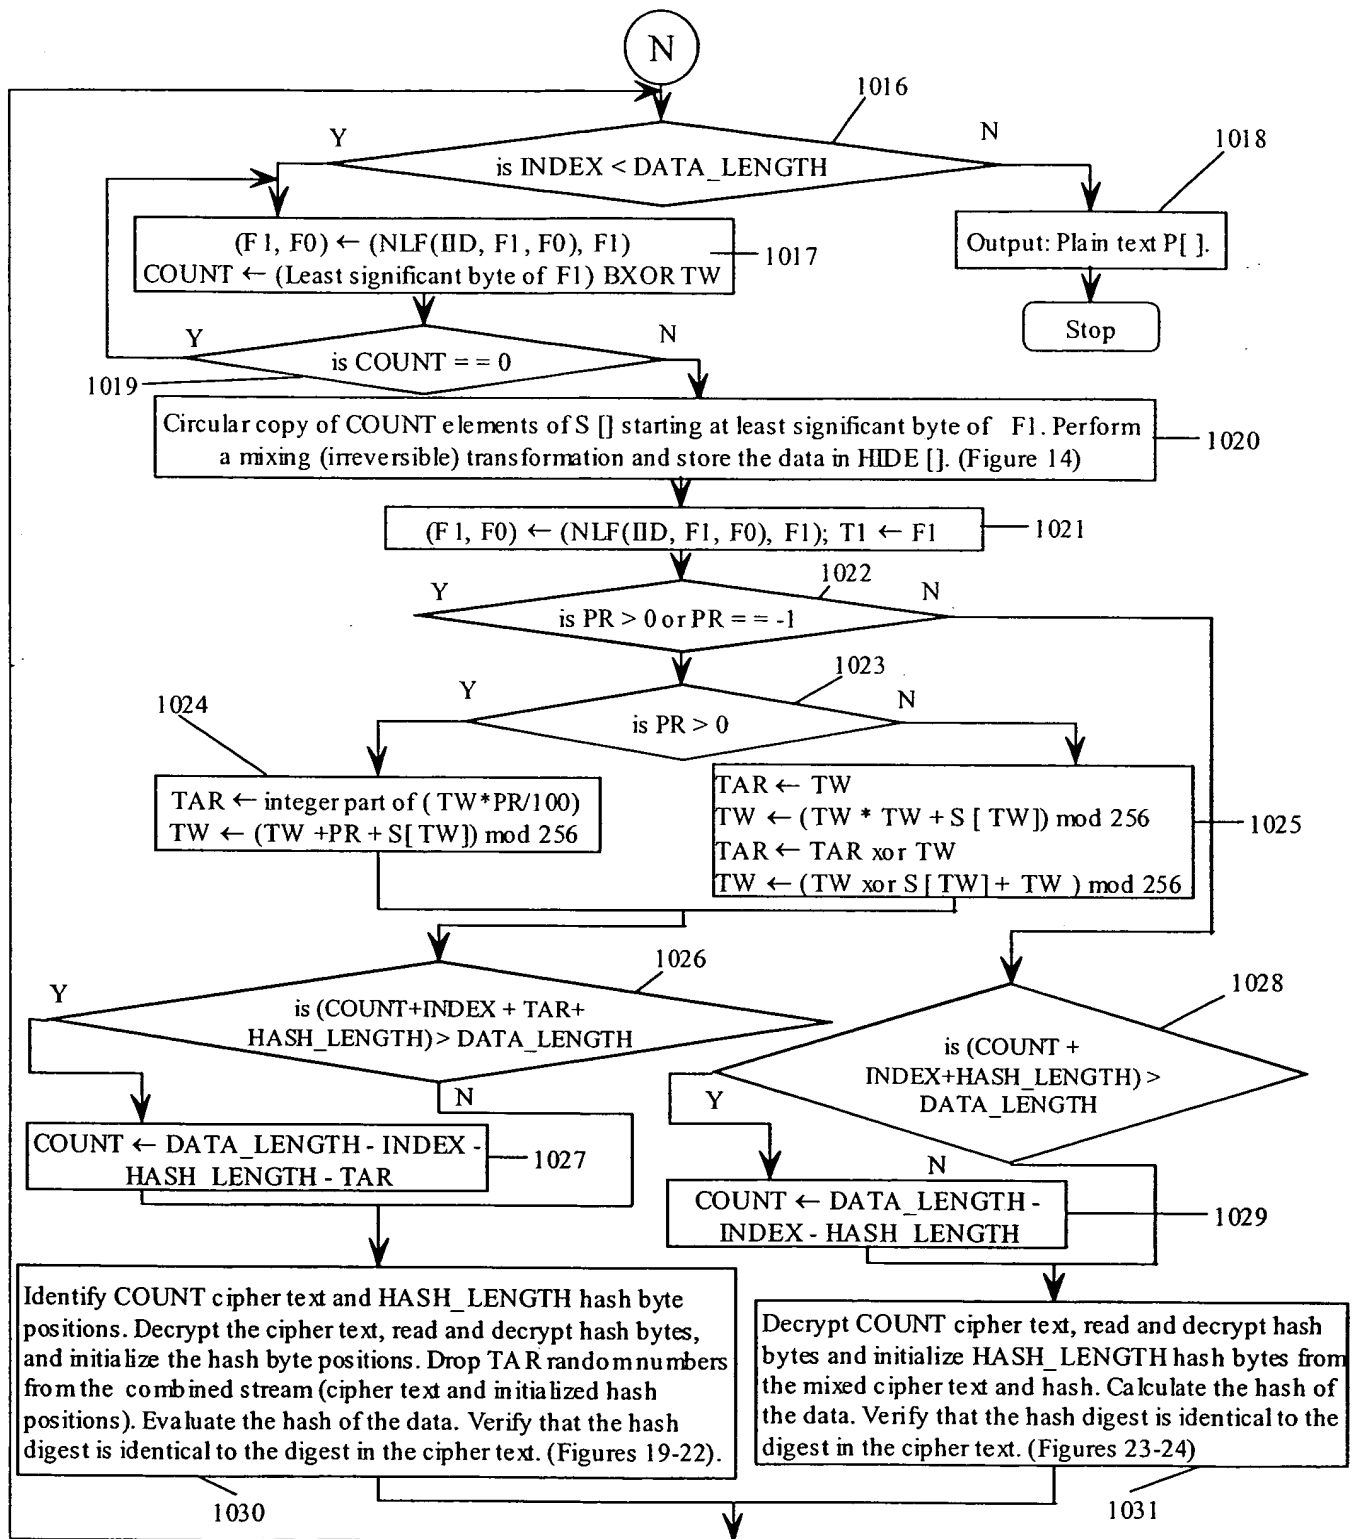 N
1016
Y
N
is INDEX < DATA_LENGTH
1018
(F1, F0) ← (NLF(IID, F1, F0), F1)
COUNT ← (Least significant byte of F1) BXOR TW
1017
Output: Plain text P[ ].
Stop
Y
N
is COUNT = = 0
1019
Circular copy of COUNT elements of S [] starting at least significant byte of F1. Perform
a mixing (irreversible) transformation and store the data in HIDE []. (Figure 14)
1020
(F1, F0) ← (NLF(IID, F1, F0), F1); T1 ← F1
1021
1022
Y
N
is PR > 0 or PR = = -1
1023
Y
N
is PR > 0
1024
TAR ← integer part of ( TW*PR/100)
TW ← (TW +PR + S[ TW]) mod 256
TAR ← TW
TW ← (TW * TW + S [ TW]) mod 256
TAR ← TAR xor TW
TW ← (TW xor S [ TW] + TW ) mod 256
1025
1026
Y
is (COUNT+INDEX + TAR+
HASH_LENGTH) > DATA_LENGTH
N
1028
is (COUNT +
INDEX+HASH_LENGTH) >
DATA_LENGTH
Y
N
COUNT ← DATA_LENGTH - INDEX -
HASH_LENGTH - TAR
1027
COUNT ← DATA_LENGTH -
INDEX - HASH_LENGTH
1029
Identify COUNT cipher text and HASH_LENGTH hash byte
positions. Decrypt the cipher text, read and decrypt hash bytes,
and initialize the hash byte positions. Drop TAR random numbers
from the combined stream (cipher text and initialized hash
positions). Evaluate the hash of the data. Verify that the hash
digest is identical to the digest in the cipher text. (Figures 19-22).
1030
Decrypt COUNT cipher text, read and decrypt hash
bytes and initialize HASH_LENGTH hash bytes from
the mixed cipher text and hash. Calculate the hash of
the data. Verify that the hash digest is identical to the
digest in the cipher text. (Figures 23-24)
1031